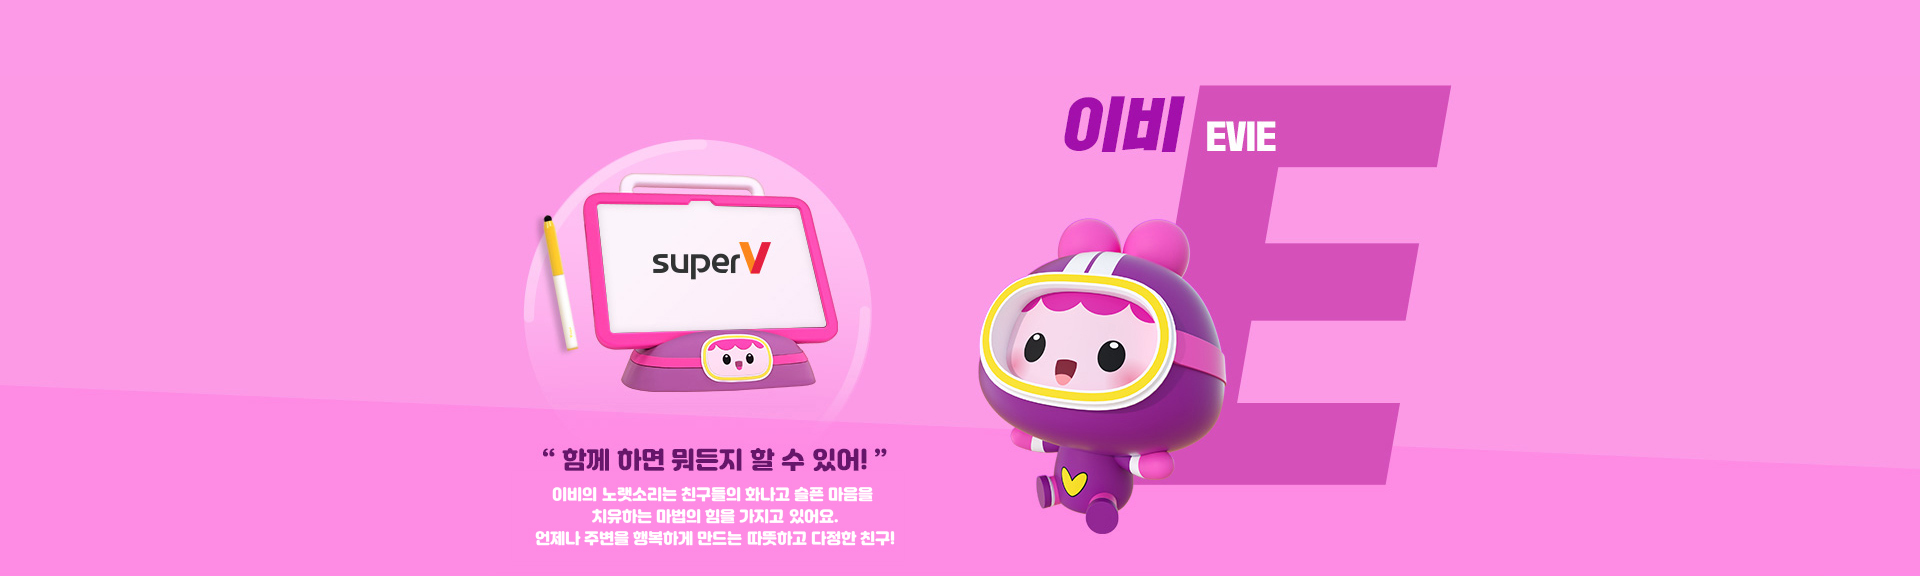 이비
EVIE
superV
“ 함께 하면 뭐든지 할 수 있어! ”
이비의 노랫소리는 친구들의 화나고 슬픈 마음을
치유하는 마법의 힘을 가지고 있어요.
언제나 주변을 행복하게 만드는 따뜻하고 다정한 친구!
E